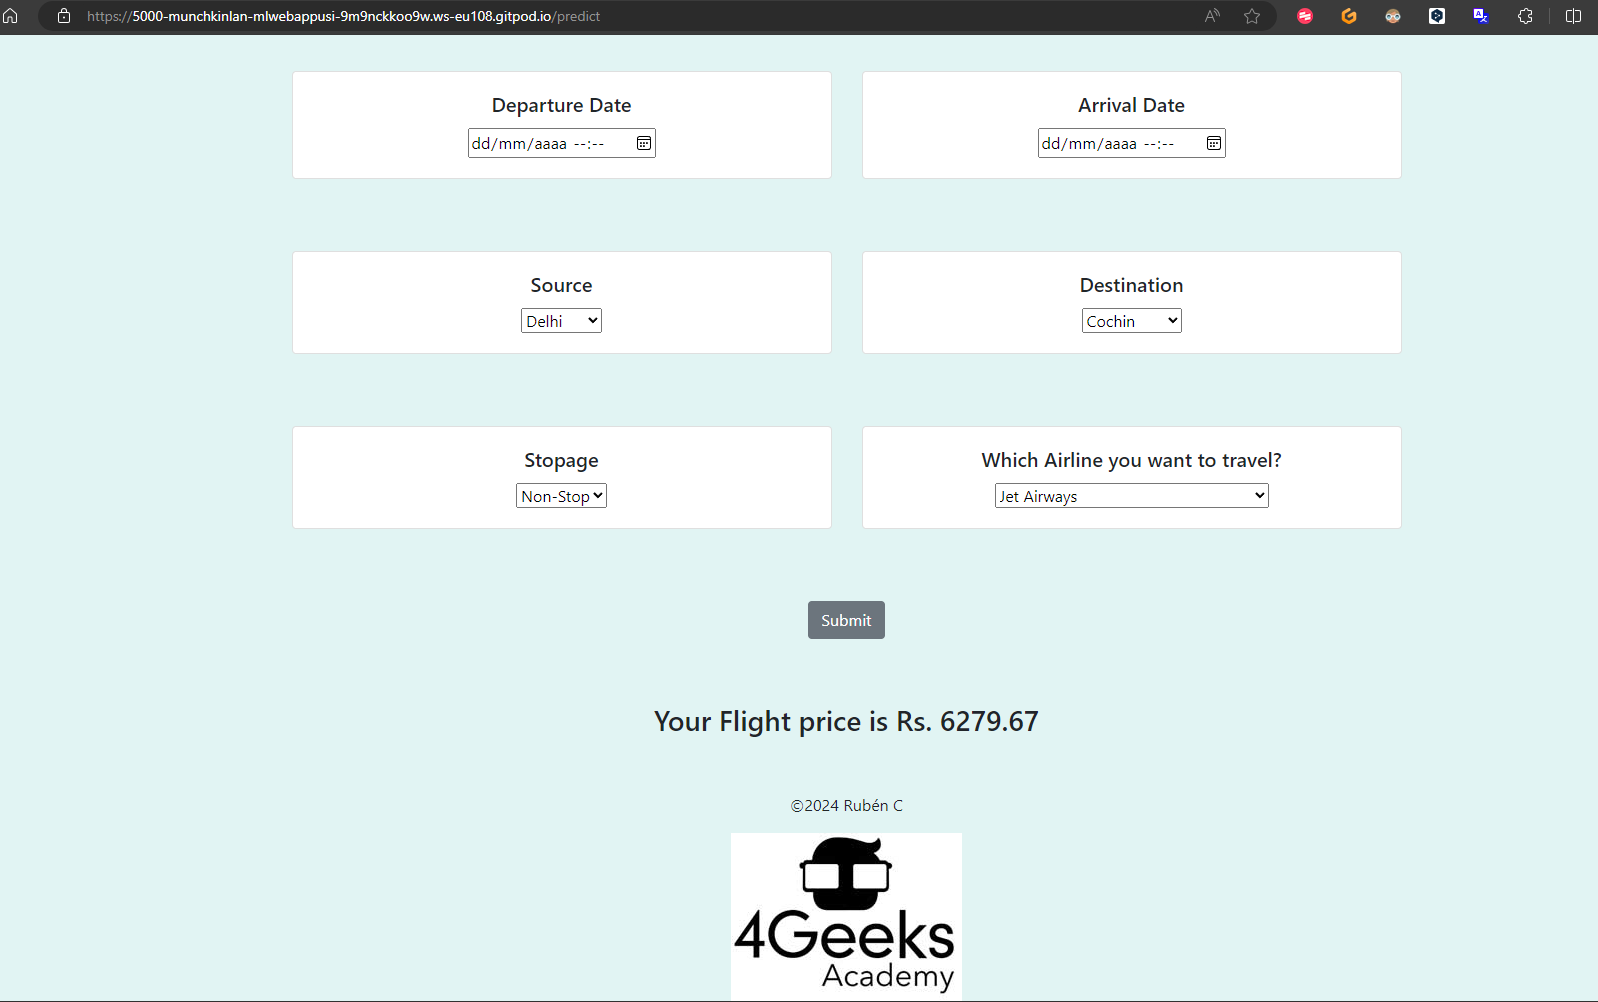 https://5000-munchkinlan-mlwebappusi-9m9nckkoo9w.ws-eu108.gitpod.io/predict
Departure Date
Arrival Date
dd/mm/aaaa --:--
dd/mm/aaaa --:--
Source
Destination
Delhi
Cochin
Stopage
Which Airline you want to travel?
Non-Stop
Jet Airways
Submit
Your Flight price is Rs. 6279.67
©2024 Rubén C
4Geeks
Academy